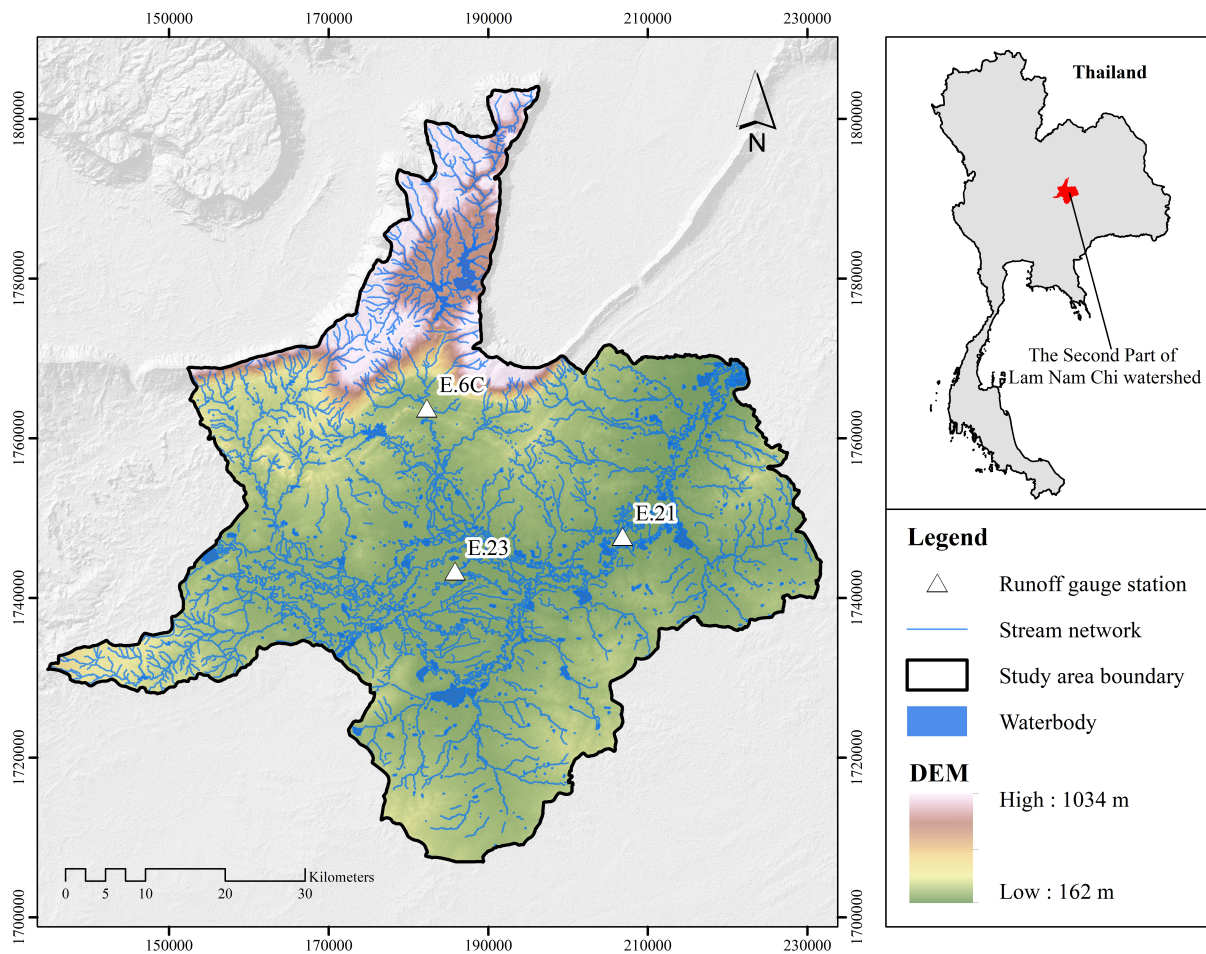 150000
170000
190000
210000
230000
1800000
1780000
1760000
1740000
1720000
1700000
1800000
1780000
1760000
1740000
1720000
1700000
N
E.6C
E.21
E.23
Kilometers
0 5 10 20 30
150000
170000
190000
210000
230000
Thailand
The Second Part of
Lam Nam Chi watershed
Legend
Runoff gauge station
Stream network
Study area boundary
Waterbody
DEM
High : 1034 m
Low : 162 m